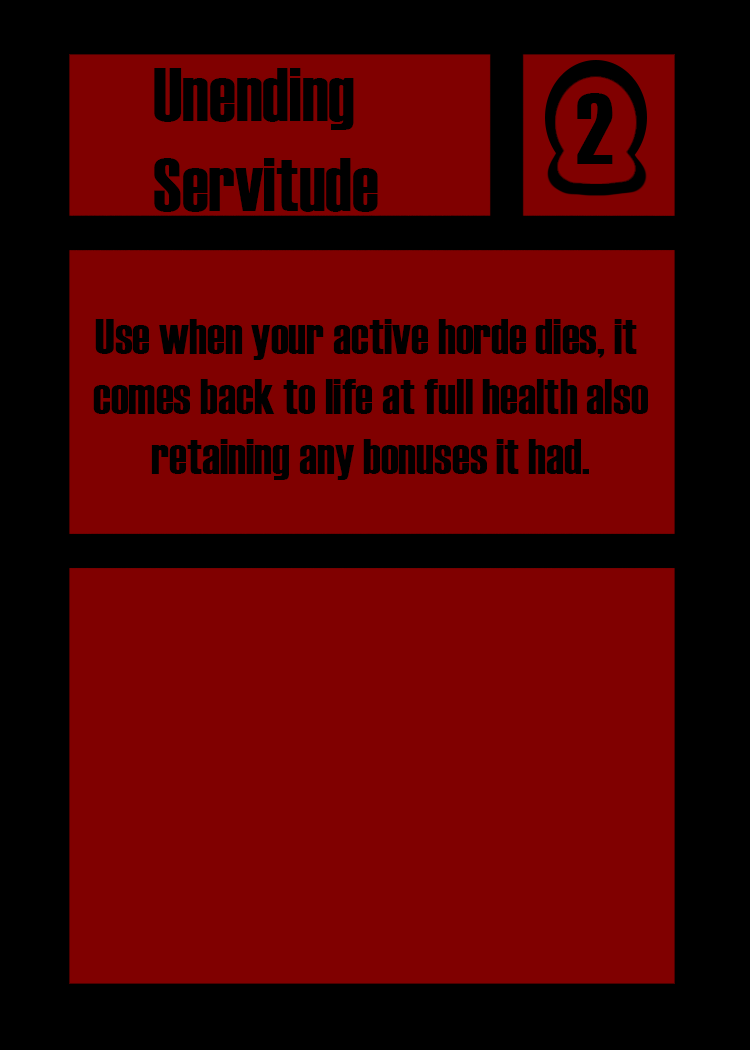 Unending
Servitude
2
Use when your active horde dies, it
comes back to life at full health also
retaining any bonuses it had.